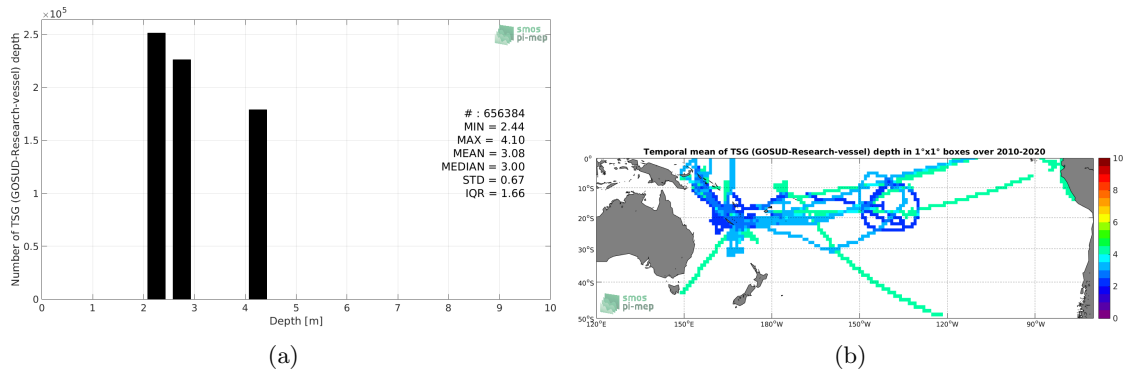 ×10⁵
2.5
2
1.5
1
0.5
0
Number of TSG (GOSUD-Research-vessel) depth
smos
pi-mep
# : 656384
MIN = 2.44
MAX = 4.10
MEAN = 3.08
MEDIAN = 3.00
STD = 0.67
IQR = 1.66
0 1 2 3 4 5 6 7 8 9 10
Depth [m]
(a)
Temporal mean of TSG (GOSUD-Research-vessel) depth in 1°x1° boxes over 2010-2020
0°
10°S
20°S
30°S
40°S
50°S
120°E 150°E 180°W 150°W 120°W 90°W
smos
pi-mep
10
8
6
4
2
0
(b)